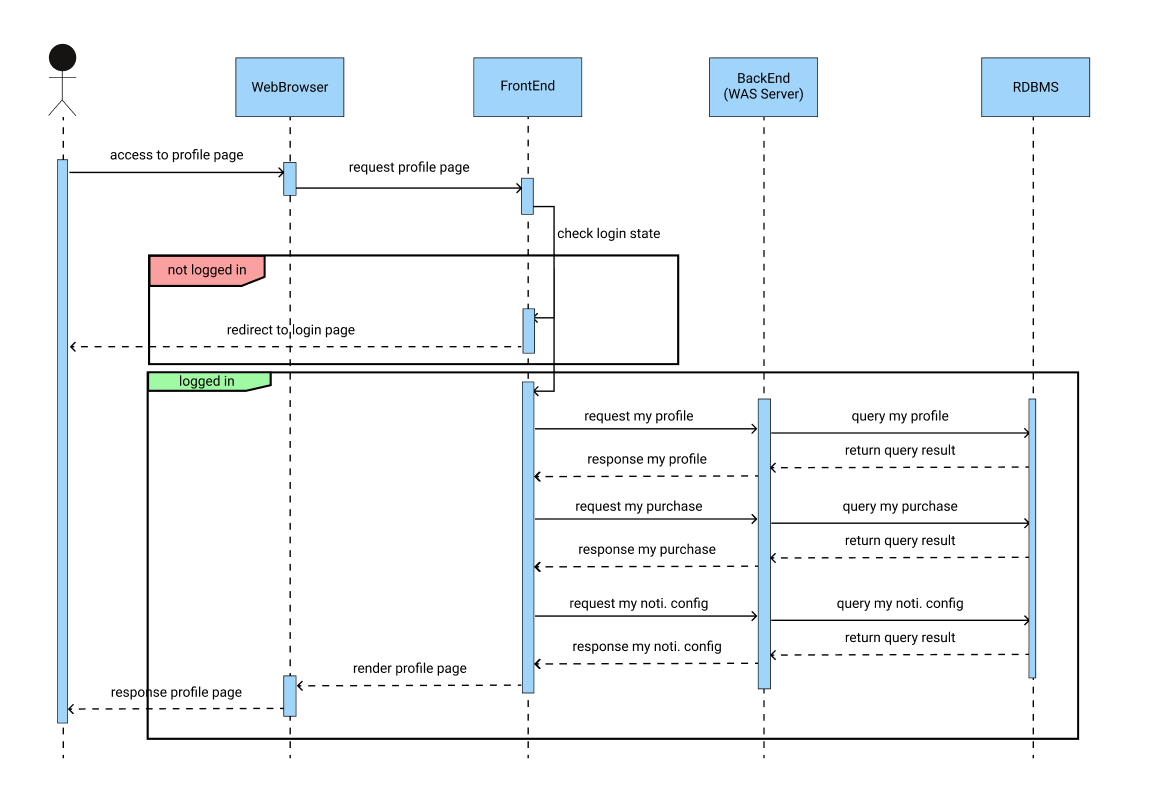 WebBrowser
FrontEnd
BackEnd
(WAS Server)
RDBMS
access to profile page
request profile page
check login state
not logged in
redirect to login page
logged in
request my profile
query my profile
return query result
response my profile
request my purchase
query my purchase
return query result
response my purchase
request my noti. config
query my noti. config
return query result
response my noti. config
render profile page
response profile page